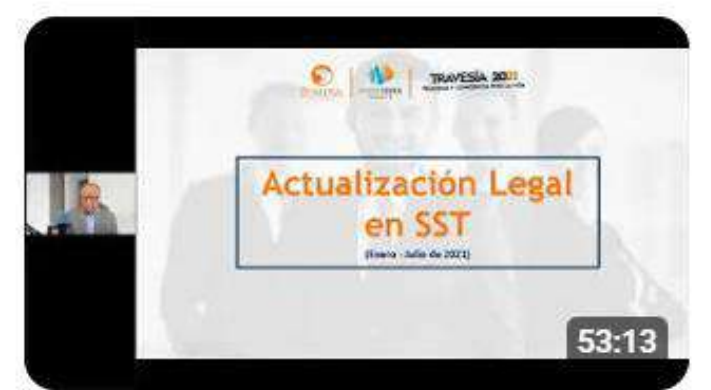 TRAVESÍA 2021
Actualización Legal
en SST
(Enero - Julio de 2021)
53:13